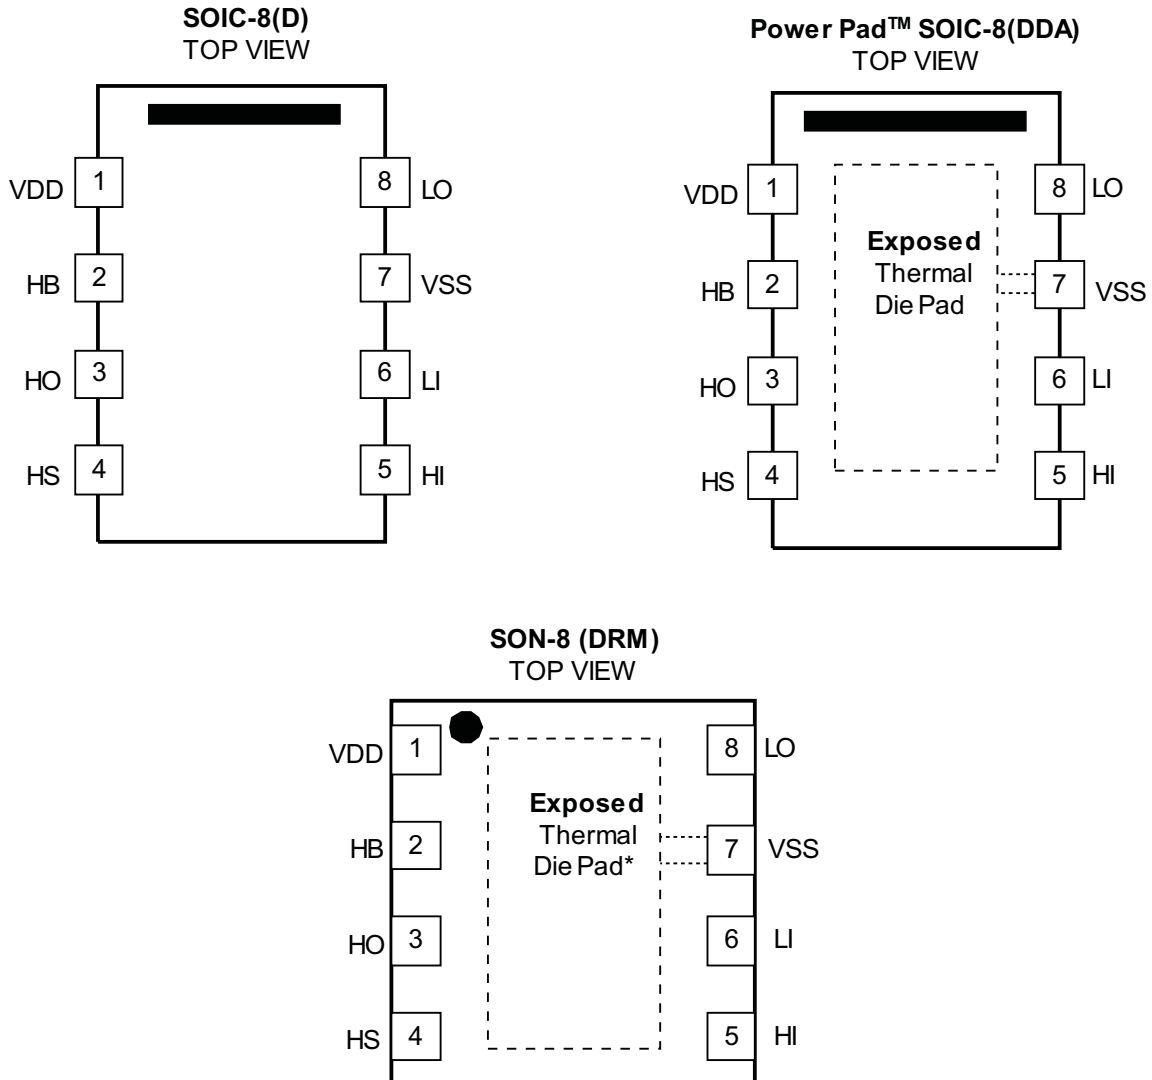 SOIC-8(D)
TOP VIEW
VDD 1 8 LO
HB 2 7 VSS
HO 3 6 LI
HS 4 5 HI
Power Pad™ SOIC-8(DDA)
TOP VIEW
VDD 1 8 LO
Exposed
Thermal
Die Pad
HB 2 7 VSS
HO 3 6 LI
HS 4 5 HI
SON-8 (DRM)
TOP VIEW
VDD 1 8 LO
Exposed
Thermal
Die Pad*
HB 2 7 VSS
HO 3 6 LI
HS 4 5 HI